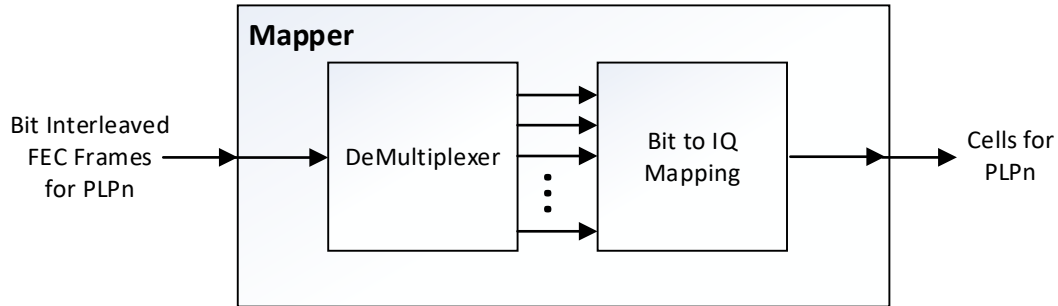 Mapper
Bit Interleaved
FEC Frames
for PLPn
DeMultiplexer
Bit to IQ
Mapping
Cells for
PLPn